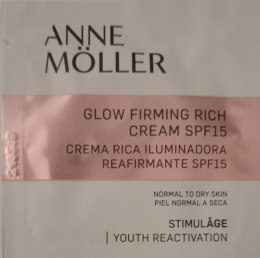 ANNE
MÖLLER
GLOW FIRMING RICH
CREAM SPF15
CREMA RICA ILUMINADORA
REAFIRMANTE SPF15
NORMAL TO DRY SKIN
PIEL NORMAL A SECA
STIMULÂGE
| YOUTH REACTIVATION